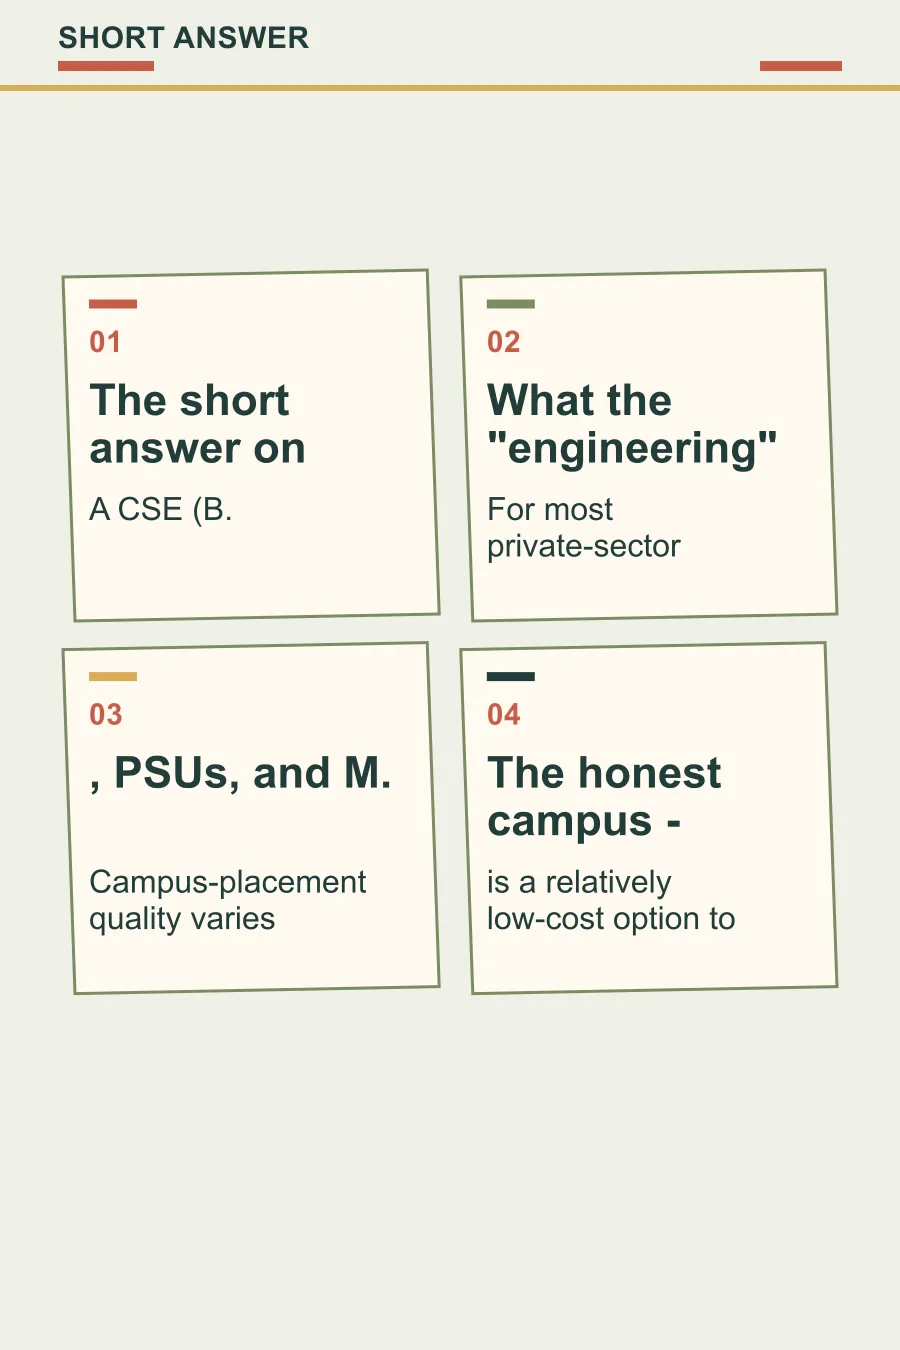 SHORT ANSWER
01
The short
answer on
A CSE (B.
02
What the
"engineering"
For most
private-sector
03
, PSUs, and M.
Campus-placement
quality varies
04
The honest
campus -
is a relatively
low-cost option to